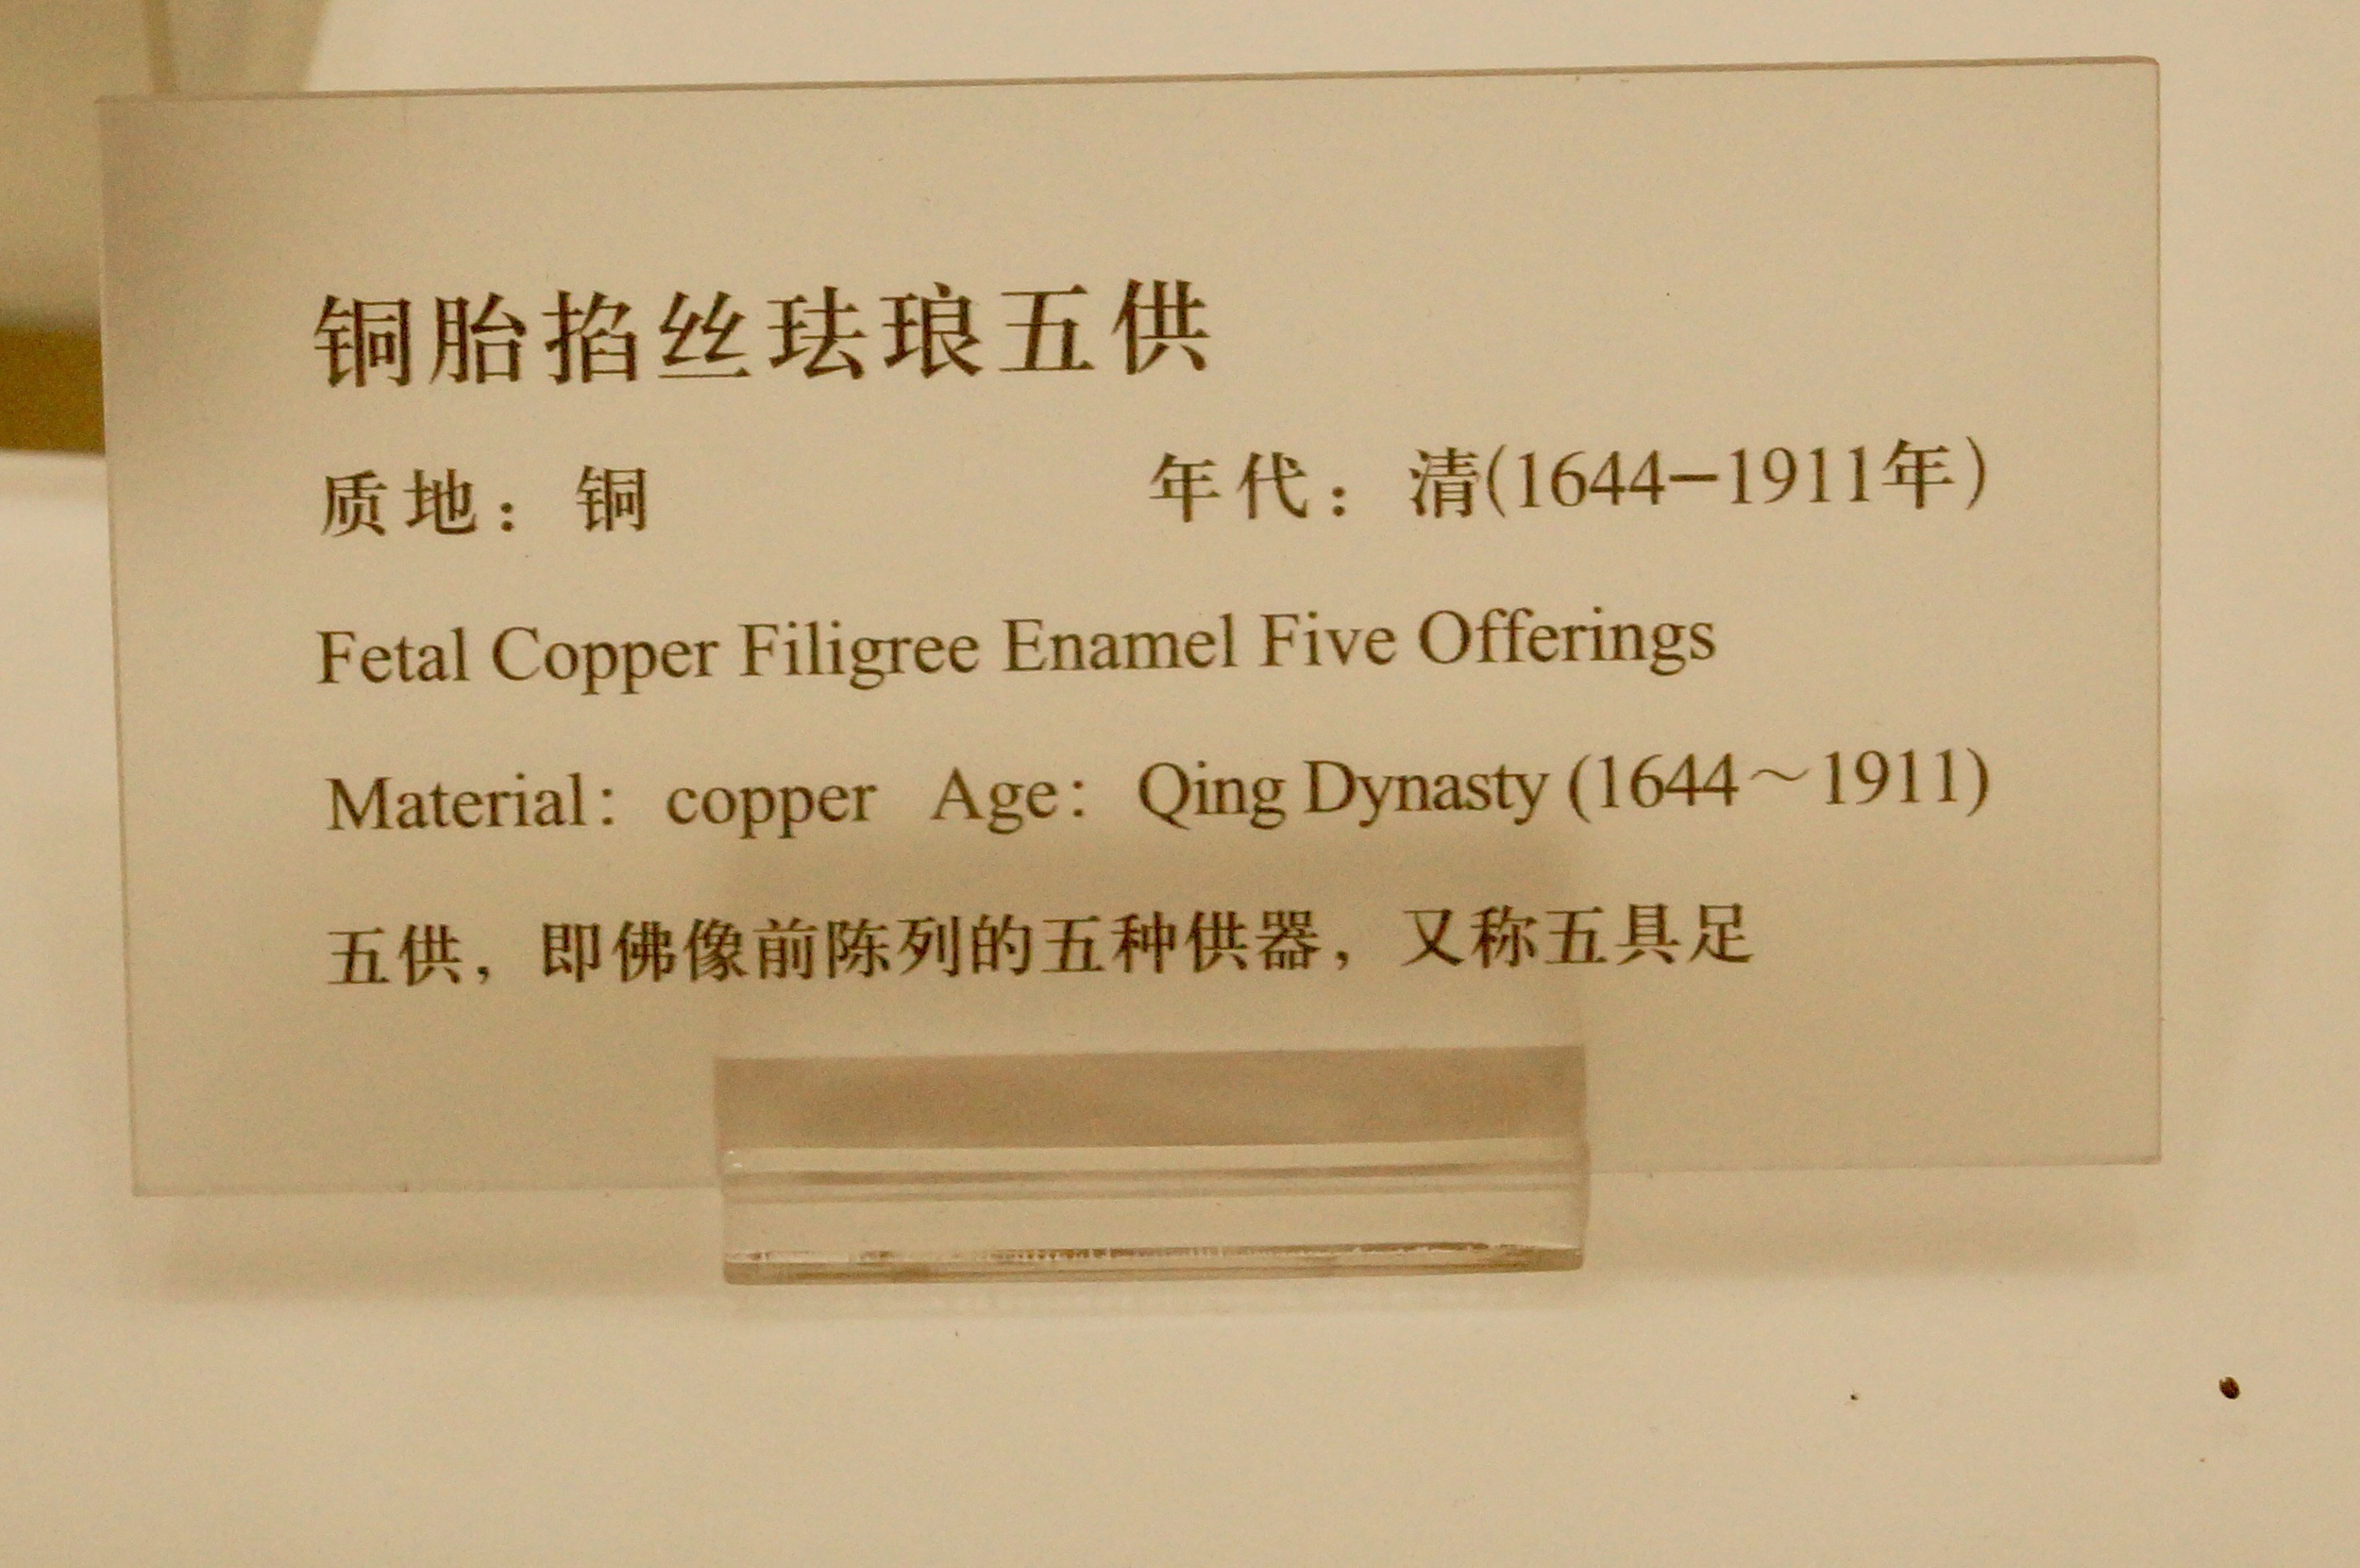 铜胎掐丝珐琅五供
质地：铜 年代：清(1644-1911年)
Fetal Copper Filigree Enamel Five Offerings
Material: copper Age: Qing Dynasty (1644～1911)
五供，即佛像前陈列的五种供器，又称五具足